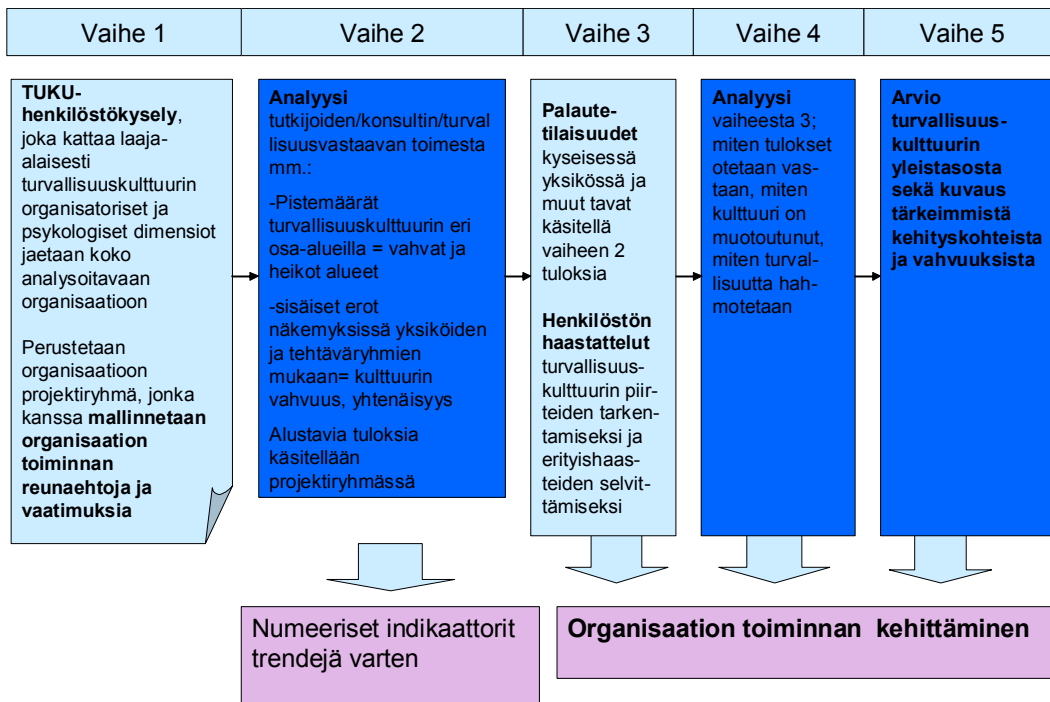 Vaihe 1
Vaihe 2
Vaihe 3
Vaihe 4
Vaihe 5
TUKU-
henkilöstökysely,
joka kattaa laaja-
alaisesti
turvallisuuskulttuurin
organisatoriset ja
psykologiset dimensiot
jaetaan koko
analysoitavaan
organisaatioon
Perustetaan
organisaatioon
projektiryhmä, jonka
kanssa mallinnetaan
organisaation
toiminnan
reunaehtoja ja
vaatimuksia
Analyysi
tutkijoiden/konsultin/turval
lisuusvastaavan toimesta
mm.:
-Pistemäärät
turvallisuuskulttuurin eri
osa-alueilla = vahvat ja
heikot alueet
-sisäiset erot
näkemyksissä yksiköiden
ja tehtäväryhmien
mukaan= kulttuurin
vahvuus, yhtenäisyys
Alustavia tuloksia
käsitellään
projektiryhmässä
Palaute-
tilaisuudet
kyseisessä
yksikössä ja
muut tavat
käsitellä
vaiheen 2
tuloksia
Henkilöstön
haastattelut
turvallisuus-
kulttuurin piir-
teiden tarken-
tamiseksi ja
erityishaas-
teiden selvit-
tämiseksi
Analyysi
vaiheesta 3;
miten tulokset
otetaan vas-
taan, miten
kulttuuri on
muotoutunut,
miten turval-
lisuutta hah-
motetaan
Arvio
turvallisuus-
kulttuurin
yleistasosta
sekä kuvaus
tärkeimmistä
kehityskohteista
ja vahvuuksista
Numeeriset indikaattorit
trendejä varten
Organisaation toiminnan kehittäminen